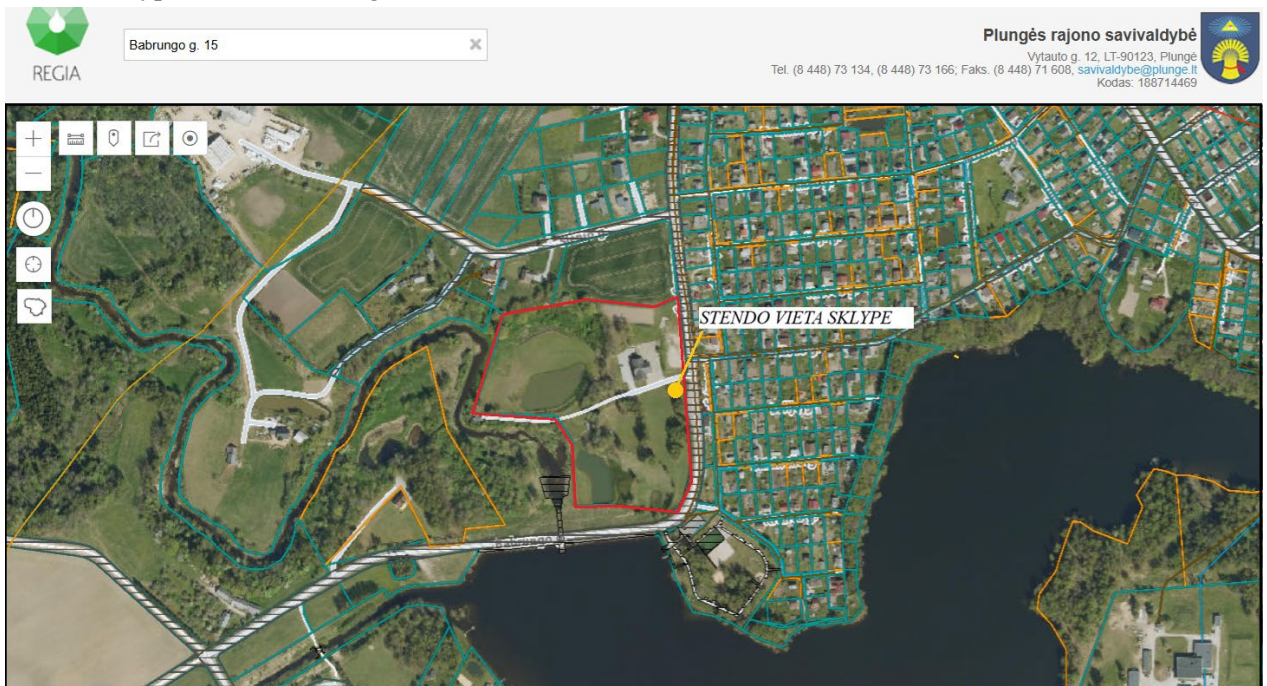 Babrungo g. 15
REGIA
Plungės rajono savivaldybė
Vytauto g. 12, LT-90123, Plungė
Tel. (8 448) 73 134, (8 448) 73 166; Faks. (8 448) 71 608, savivaldybe@plunge.lt
Kodas: 188714469
STENDO VIETA SKLYPE
Babrungo g.